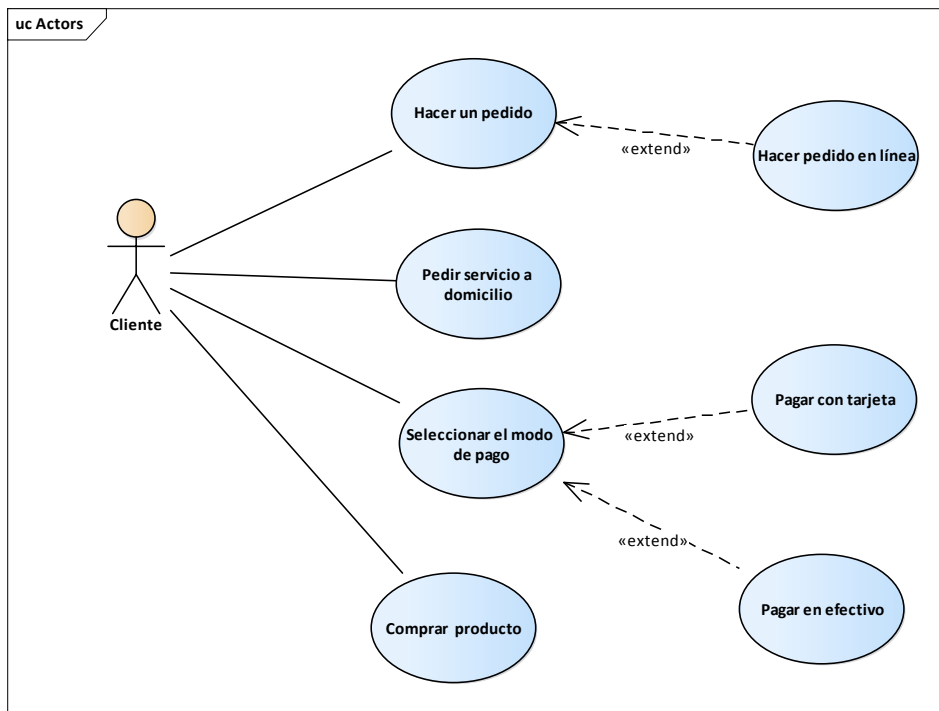 uc Actors
Hacer un pedido
«extend»
Hacer pedido en línea
Pedir servicio a
domicilio
Cliente
Seleccionar el modo
de pago
«extend»
Pagar con tarjeta
«extend»
Comprar producto
Pagar en efectivo